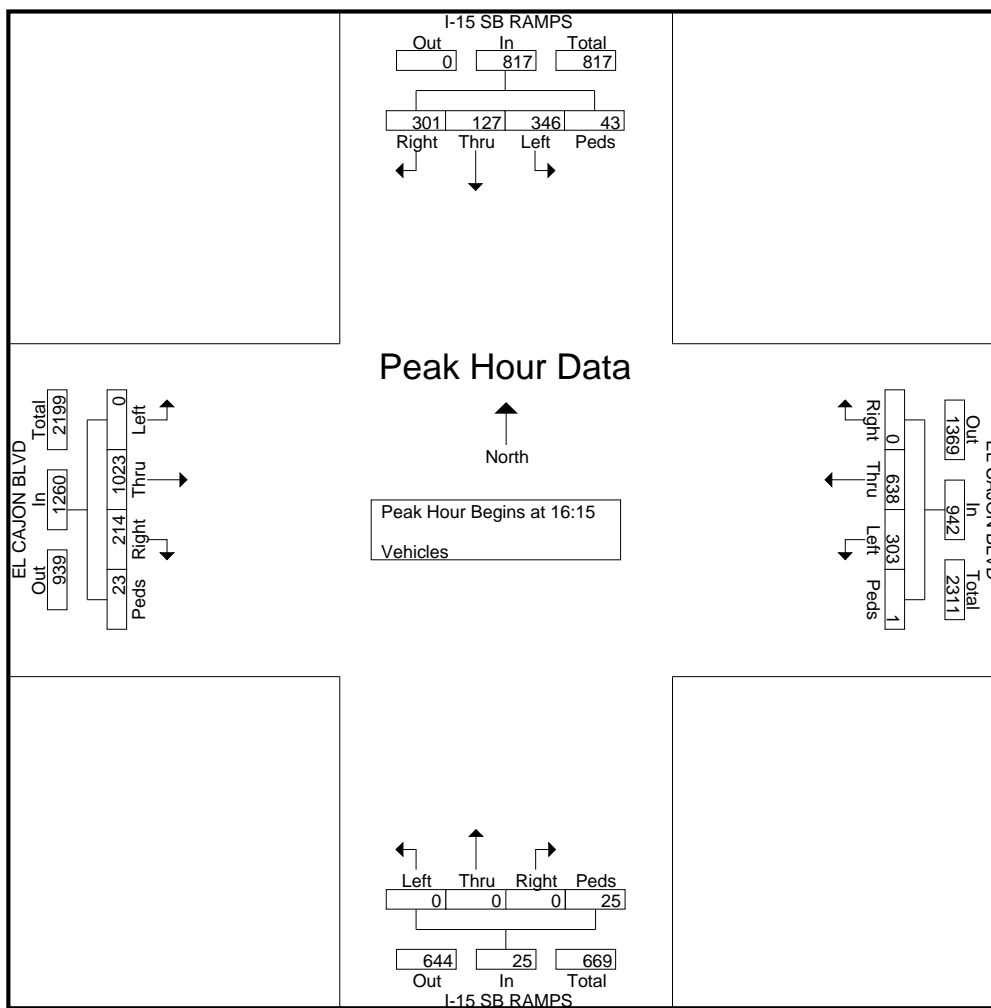 I-15 SB RAMPS
Out In Total
0 817 817
301 127 346 43
Right Thru Left Peds
Peak Hour Data
North
Peak Hour Begins at 16:15
Vehicles
EL CAJON BLVD
Total In Out
2199 1260 939
0 1023 214 23
Left Thru Right Peds
Right Thru Left Peds
0 638 303 1
1369 942 2311
Out In Total
EL CAJON BLVD
Left Thru Right Peds
0 0 0 25
644 25 669
Out In Total
I-15 SB RAMPS